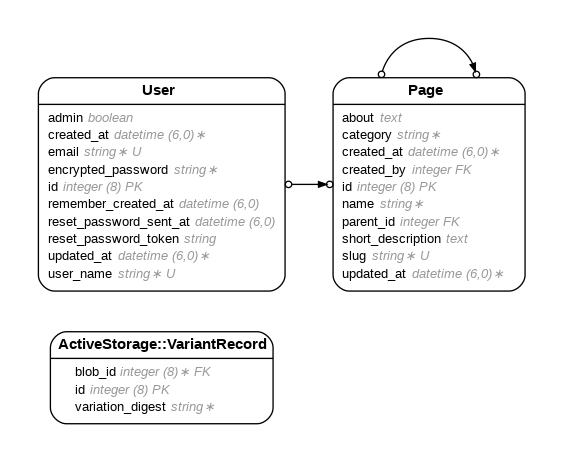 User
admin boolean
created_at datetime (6,0)∗
email string∗ U
encrypted_password string∗
id integer (8) PK
remember_created_at datetime (6,0)
reset_password_sent_at datetime (6,0)
reset_password_token string
updated_at datetime (6,0)∗
user_name string∗ U
Page
about text
category string∗
created_at datetime (6,0)∗
created_by integer FK
id integer (8) PK
name string∗
parent_id integer FK
short_description text
slug string∗ U
updated_at datetime (6,0)∗
ActiveStorage::VariantRecord
blob_id integer (8)∗ FK
id integer (8) PK
variation_digest string∗